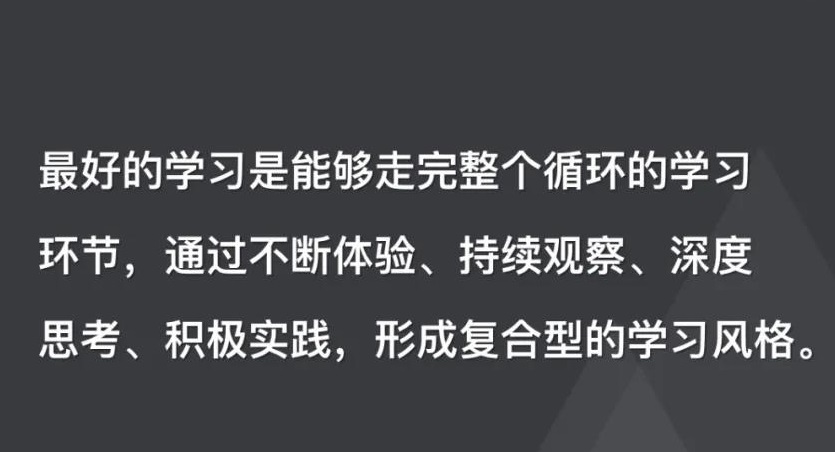 最好的学习是能够走完整个循环的学习
环节，通过不断体验、持续观察、深度
思考、积极实践，形成复合型的学习风格。